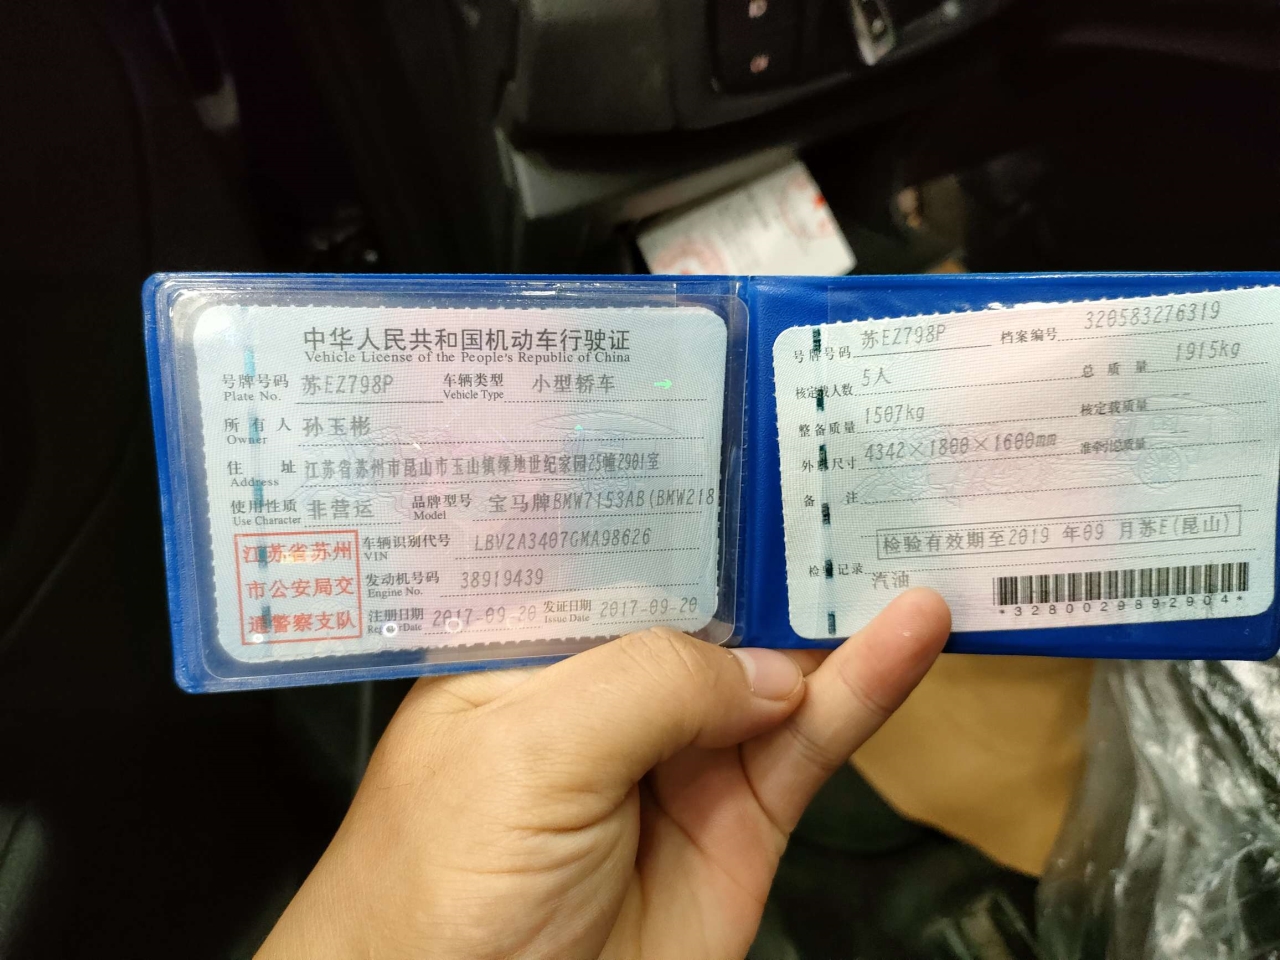 中华人民共和国机动车行驶证
Vehicle License of the People's Republic of China
号牌号码 苏EZ798P 车辆类型 小型轿车
Plate No. Vehicle Type
所有人 孙玉彬
Owner
住址 江苏省苏州市昆山市玉山镇绿地世纪家园25幢2901室
Address
使用性质 非营运 品牌型号 宝马牌BMW7153AB(BMW218
Use Character Model
江苏省苏州
市公安局交
通警察支队
车辆识别代号 LBV2A3407GMA98626
VIN
发动机号码 38919439
Engine No.
注册日期 2017-09-20 发证日期 2017-09-20
Register Date Issue Date
号牌号码 苏EZ798P 档案编号 320583276319
核定载人数 5人 总质量 1915kg
整备质量 1507kg 核定载质量 --
外廓尺寸 4342×1800×1600mm 准牵引总质量 --
备注
检验有效期至2019 年09 月苏E(昆山)
检验记录
汽油
*3280029892904*